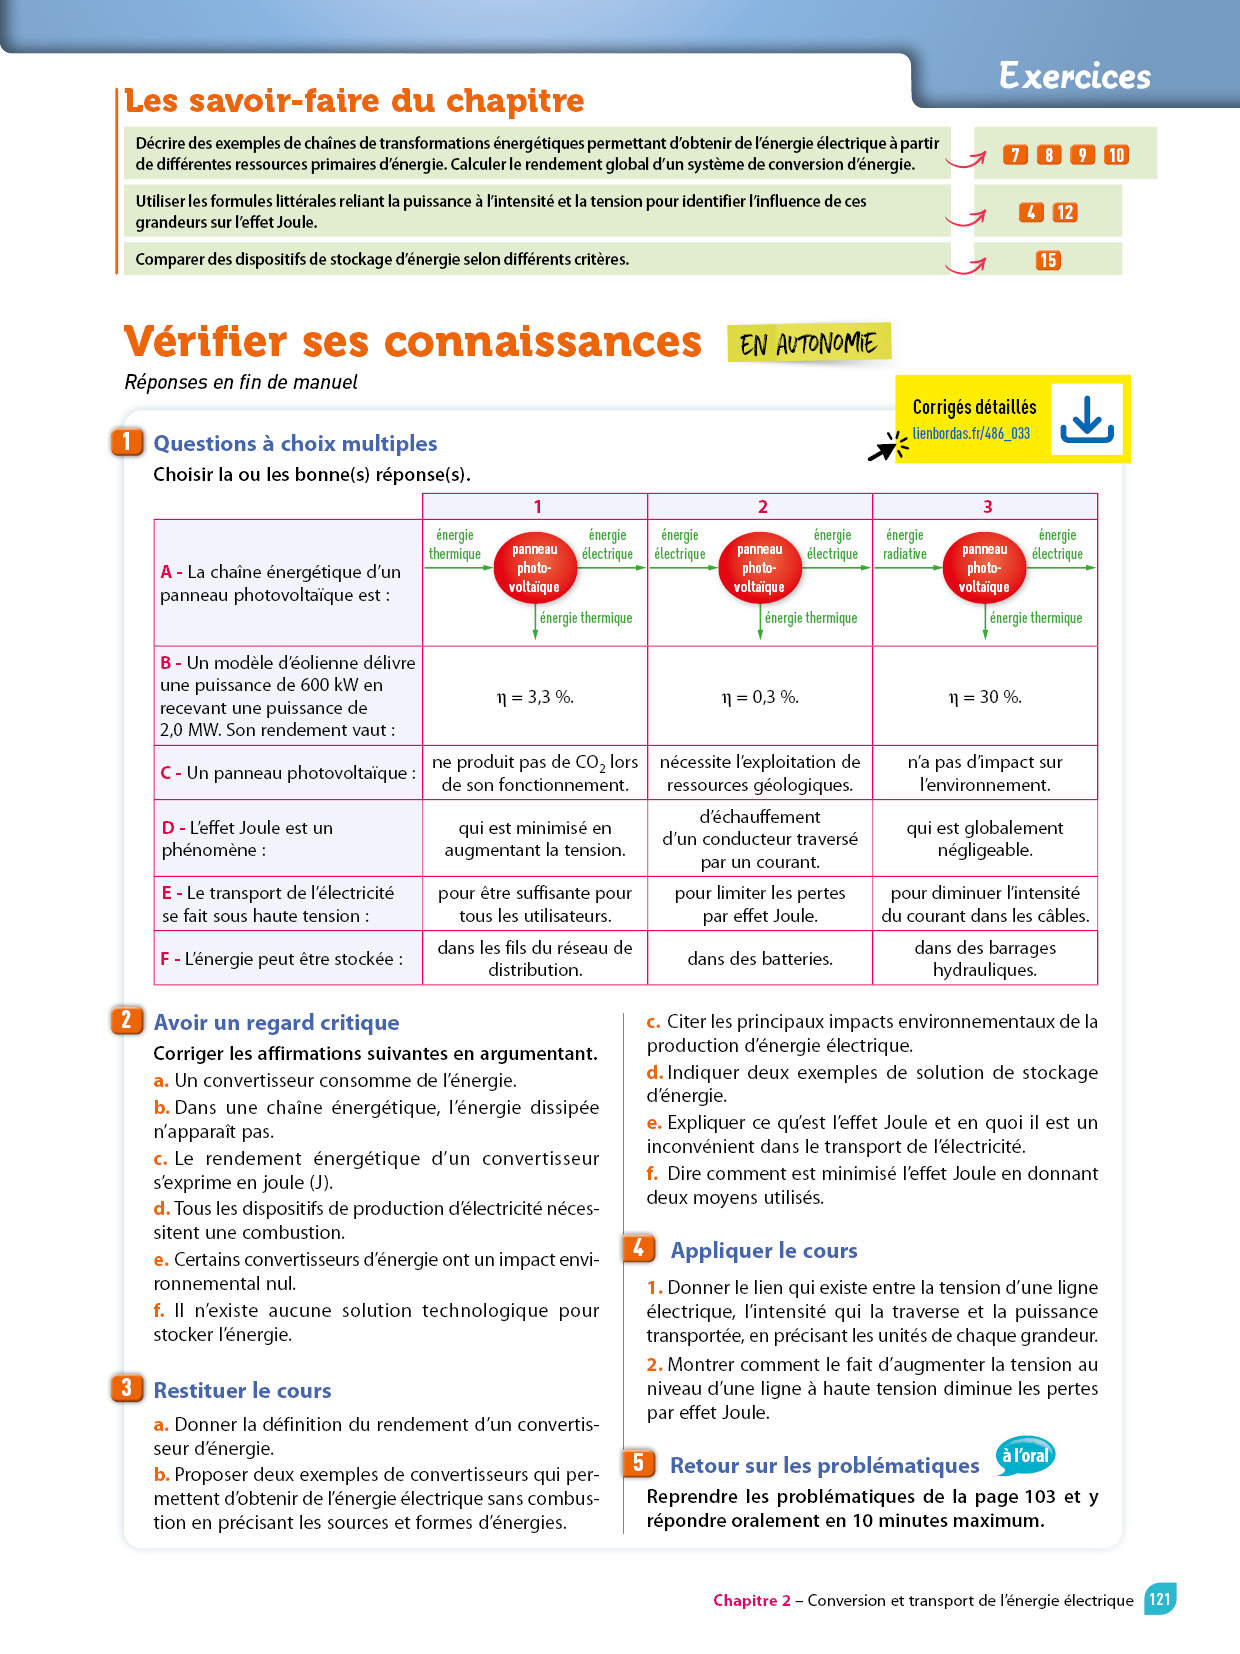 Exercices
Les savoir-faire du chapitre
Décrire des exemples de chaînes de transformations énergétiques permettant d'obtenir de l'énergie électrique à partir
de différentes ressources primaires d'énergie. Calculer le rendement global d'un système de conversion d'énergie.
7 8 9 10
Utiliser les formules littérales reliant la puissance à l'intensité et la tension pour identifier l'influence de ces
grandeurs sur l'effet Joule.
4 12
Comparer des dispositifs de stockage d'énergie selon différents critères.
15
Vérifier ses connaissances
EN AUTONOMIE
Réponses en fin de manuel
Corrigés détaillés
lienbordas.fr/486_033
1 Questions à choix multiples
Choisir la ou les bonne(s) réponse(s).
1 2 3
A - La chaîne énergétique d'un
panneau photovoltaïque est :
énergie
thermique
panneau
photo-
voltaïque
énergie
électrique
énergie thermique
énergie
électrique
panneau
photo-
voltaïque
énergie
électrique
énergie thermique
énergie
radiative
panneau
photo-
voltaïque
énergie
électrique
énergie thermique
B - Un modèle d'éolienne délivre
une puissance de 600 kW en
recevant une puissance de
2,0 MW. Son rendement vaut :
η = 3,3 %.
η = 0,3 %.
η = 30 %.
C - Un panneau photovoltaïque :
ne produit pas de CO₂ lors
de son fonctionnement.
nécessite l'exploitation de
ressources géologiques.
n'a pas d'impact sur
l'environnement.
D - L'effet Joule est un
phénomène :
qui est minimisé en
augmentant la tension.
d'échauffement
d'un conducteur traversé
par un courant.
qui est globalement
négligeable.
E - Le transport de l'électricité
se fait sous haute tension :
pour être suffisante pour
tous les utilisateurs.
pour limiter les pertes
par effet Joule.
pour diminuer l'intensité
du courant dans les câbles.
F - L'énergie peut être stockée :
dans les fils du réseau de
distribution.
dans des batteries.
dans des barrages
hydrauliques.
2 Avoir un regard critique
Corriger les affirmations suivantes en argumentant.
a. Un convertisseur consomme de l'énergie.
b. Dans une chaîne énergétique, l'énergie dissipée
n'apparaît pas.
c. Le rendement énergétique d'un convertisseur
s'exprime en joule (J).
d. Tous les dispositifs de production d'électricité néces-
sitent une combustion.
e. Certains convertisseurs d'énergie ont un impact envi-
ronnemental nul.
f. Il n'existe aucune solution technologique pour
stocker l'énergie.
3 Restituer le cours
a. Donner la définition du rendement d'un convertis-
seur d'énergie.
b. Proposer deux exemples de convertisseurs qui per-
mettent d'obtenir de l'énergie électrique sans combus-
tion en précisant les sources et formes d'énergies.
c. Citer les principaux impacts environnementaux de la
production d'énergie électrique.
d. Indiquer deux exemples de solution de stockage
d'énergie.
e. Expliquer ce qu'est l'effet Joule et en quoi il est un
inconvénient dans le transport de l'électricité.
f. Dire comment est minimisé l'effet Joule en donnant
deux moyens utilisés.
4 Appliquer le cours
1. Donner le lien qui existe entre la tension d'une ligne
électrique, l'intensité qui la traverse et la puissance
transportée, en précisant les unités de chaque grandeur.
2. Montrer comment le fait d'augmenter la tension au
niveau d'une ligne à haute tension diminue les pertes
par effet Joule.
5 Retour sur les problématiques
à l'oral
Reprendre les problématiques de la page 103 et y
répondre oralement en 10 minutes maximum.
Chapitre 2 – Conversion et transport de l'énergie électrique 121